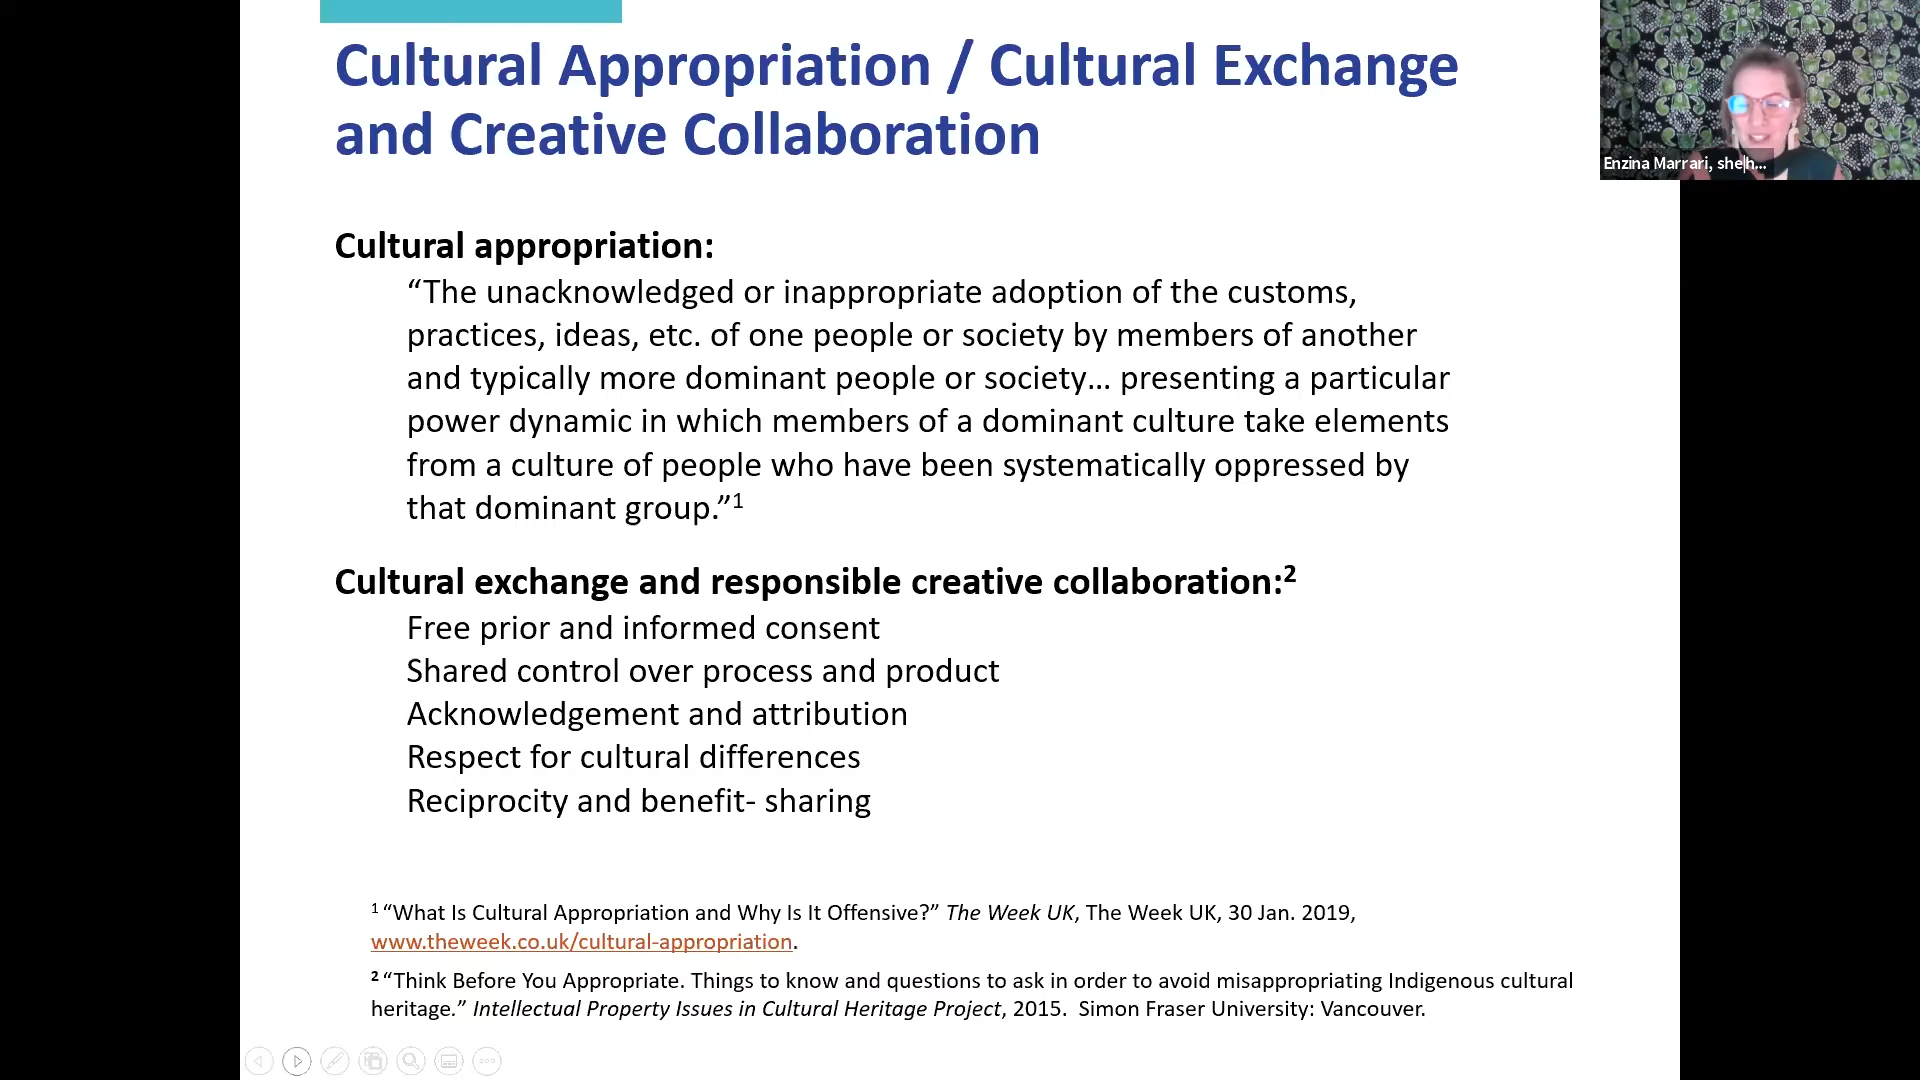 Cultural Appropriation / Cultural Exchange
and Creative Collaboration
Enzina Marrari, she|h...
Cultural appropriation:
“The unacknowledged or inappropriate adoption of the customs,
practices, ideas, etc. of one people or society by members of another
and typically more dominant people or society... presenting a particular
power dynamic in which members of a dominant culture take elements
from a culture of people who have been systematically oppressed by
that dominant group.”1
Cultural exchange and responsible creative collaboration:2
Free prior and informed consent
Shared control over process and product
Acknowledgement and attribution
Respect for cultural differences
Reciprocity and benefit- sharing
1 “What Is Cultural Appropriation and Why Is It Offensive?” The Week UK, The Week UK, 30 Jan. 2019,
www.theweek.co.uk/cultural-appropriation.
2 “Think Before You Appropriate. Things to know and questions to ask in order to avoid misappropriating Indigenous cultural
heritage.” Intellectual Property Issues in Cultural Heritage Project, 2015. Simon Fraser University: Vancouver.